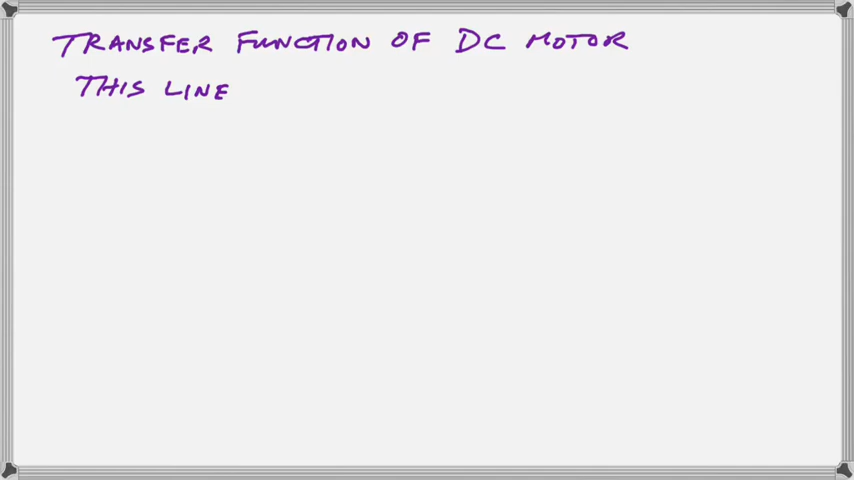 TRANSFER FUNCTION OF DC MOTOR
THIS LINE